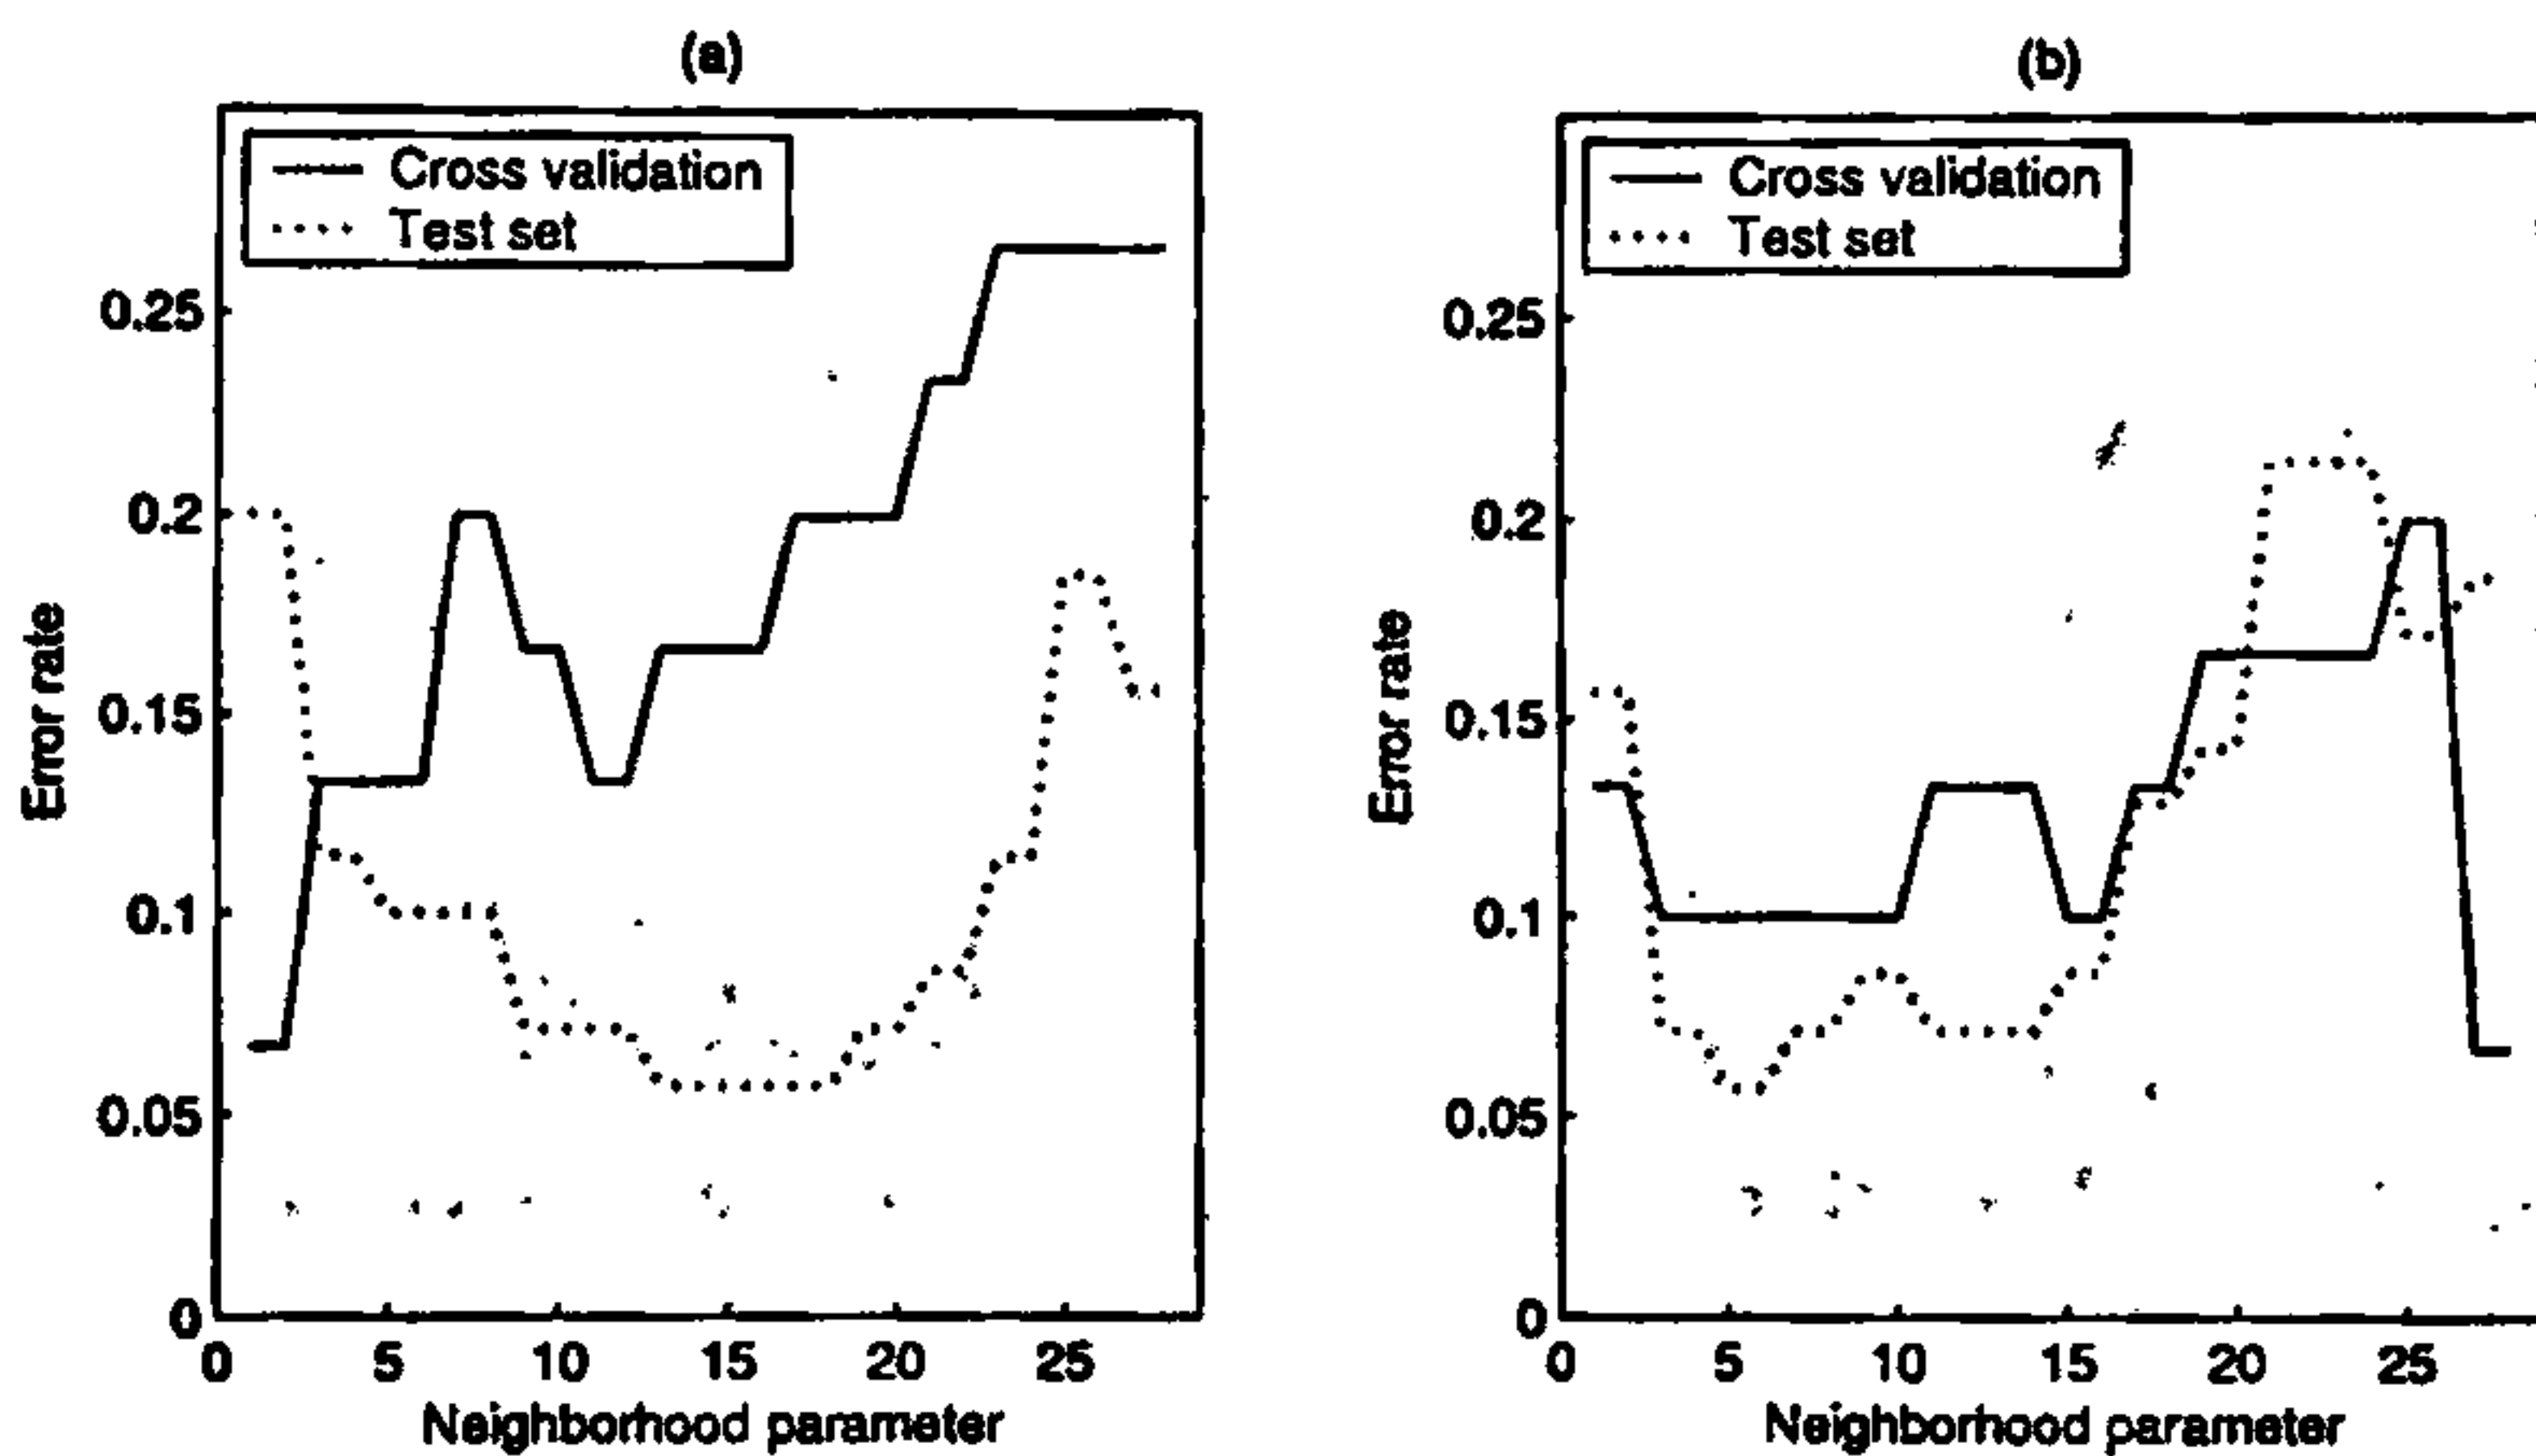 (a)
Cross validation
Test set
0.25
0.2
0.15
0.1
0.05
0
0 5 10 15 20 25
Error rate
Neighborhood parameter
(b)
Cross validation
Test set
0.25
0.2
0.15
0.1
0.05
0
0 5 10 15 20 25
Error rate
Neighborhood parameter